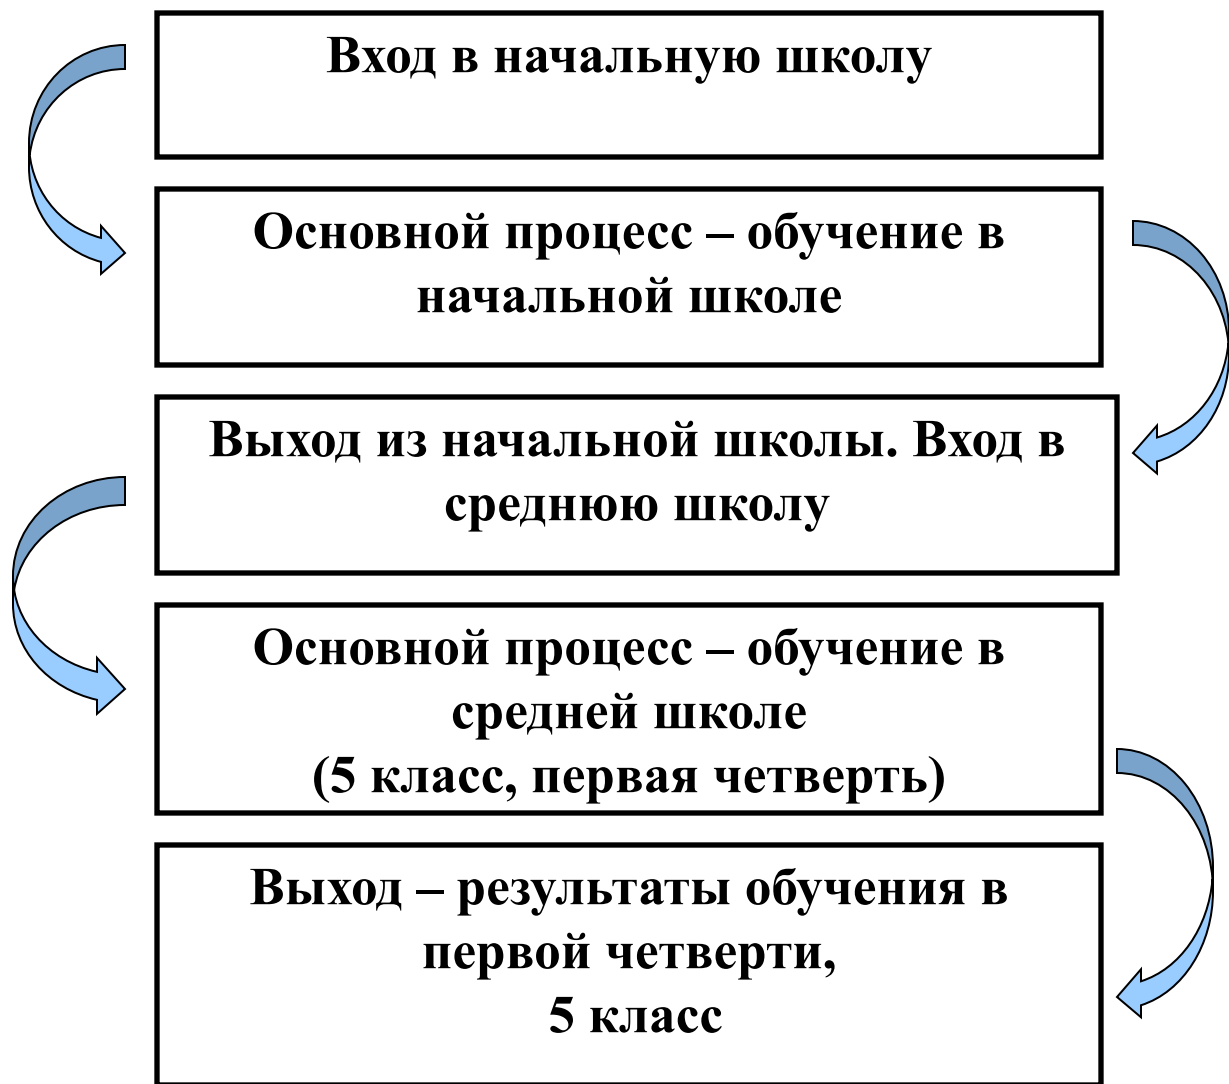 Вход в начальную школу
Основной процесс – обучение в
начальной школе
Выход из начальной школы. Вход в
среднюю школу
Основной процесс – обучение в
средней школе
(5 класс, первая четверть)
Выход – результаты обучения в
первой четверти,
5 класс